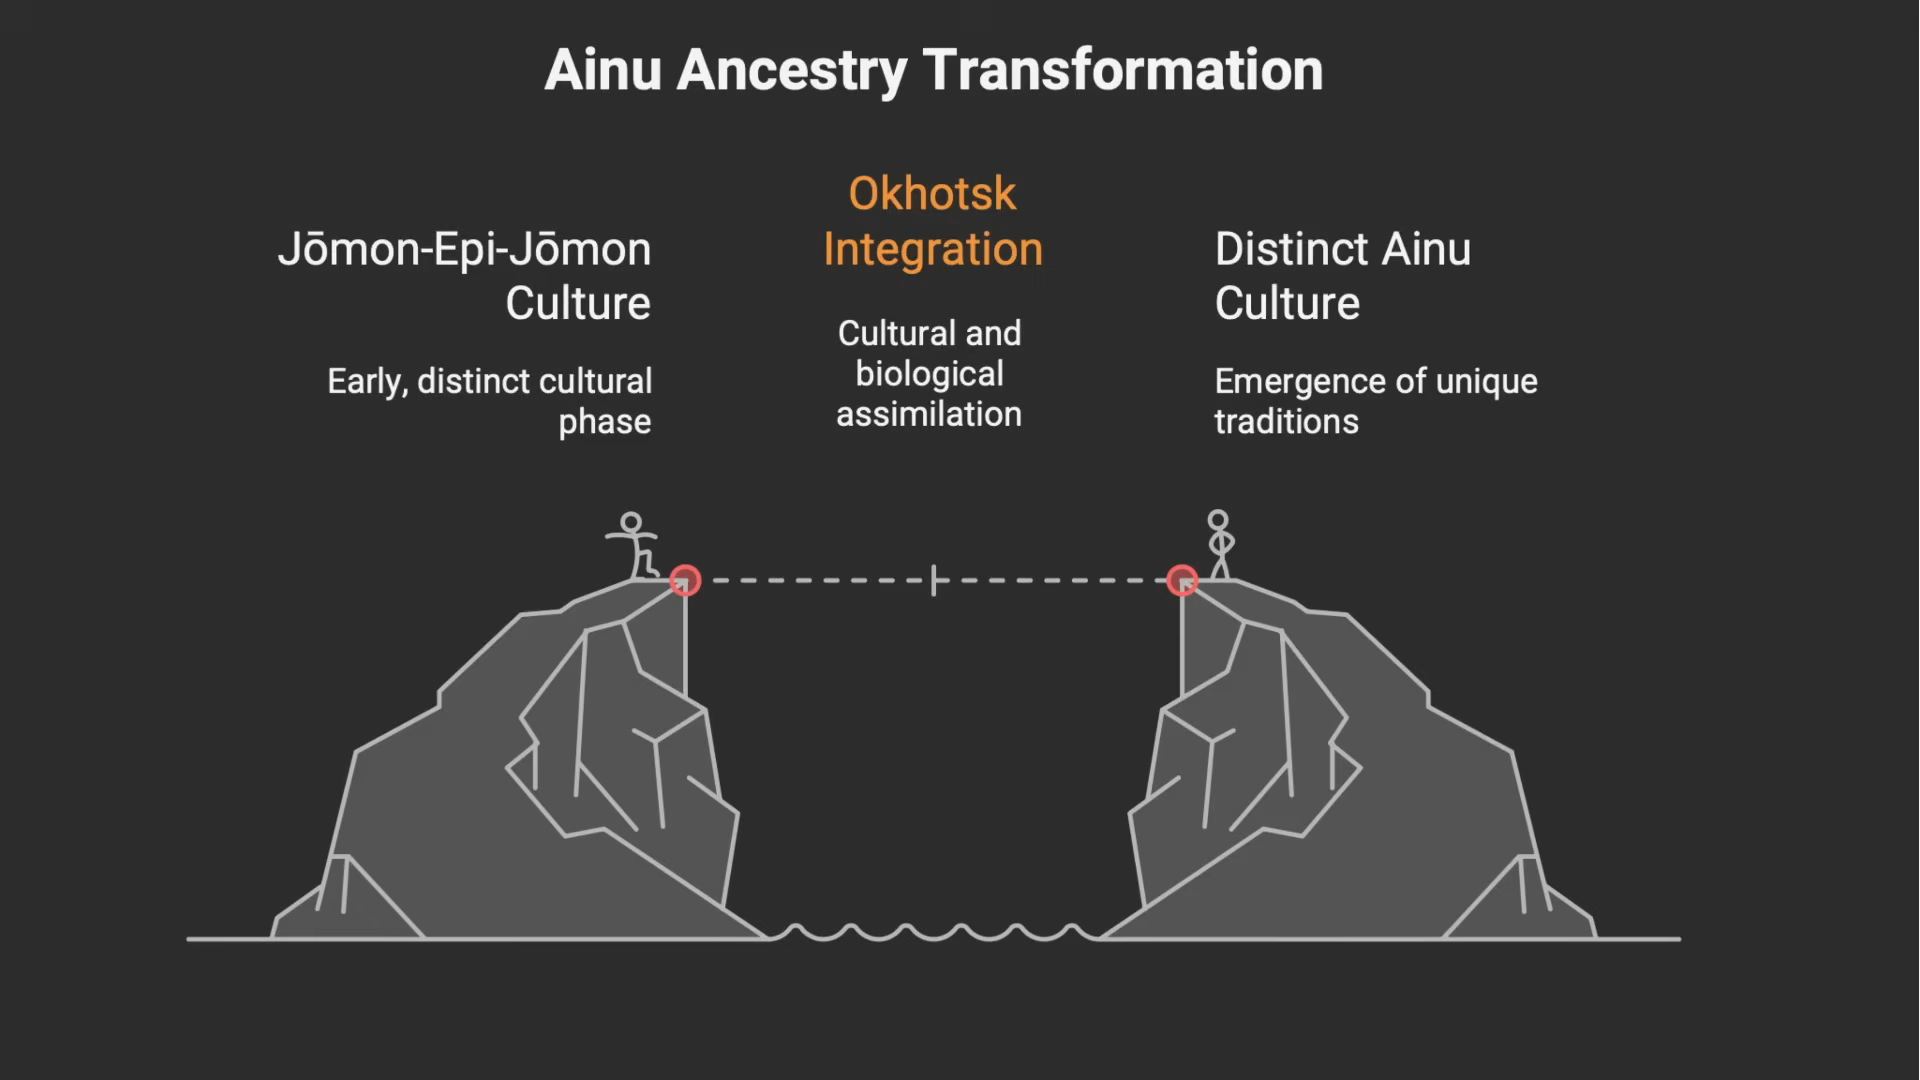 Ainu Ancestry Transformation
Jōmon-Epi-Jōmon
Culture
Early, distinct cultural
phase
Okhotsk
Integration
Cultural and
biological
assimilation
Distinct Ainu
Culture
Emergence of unique
traditions